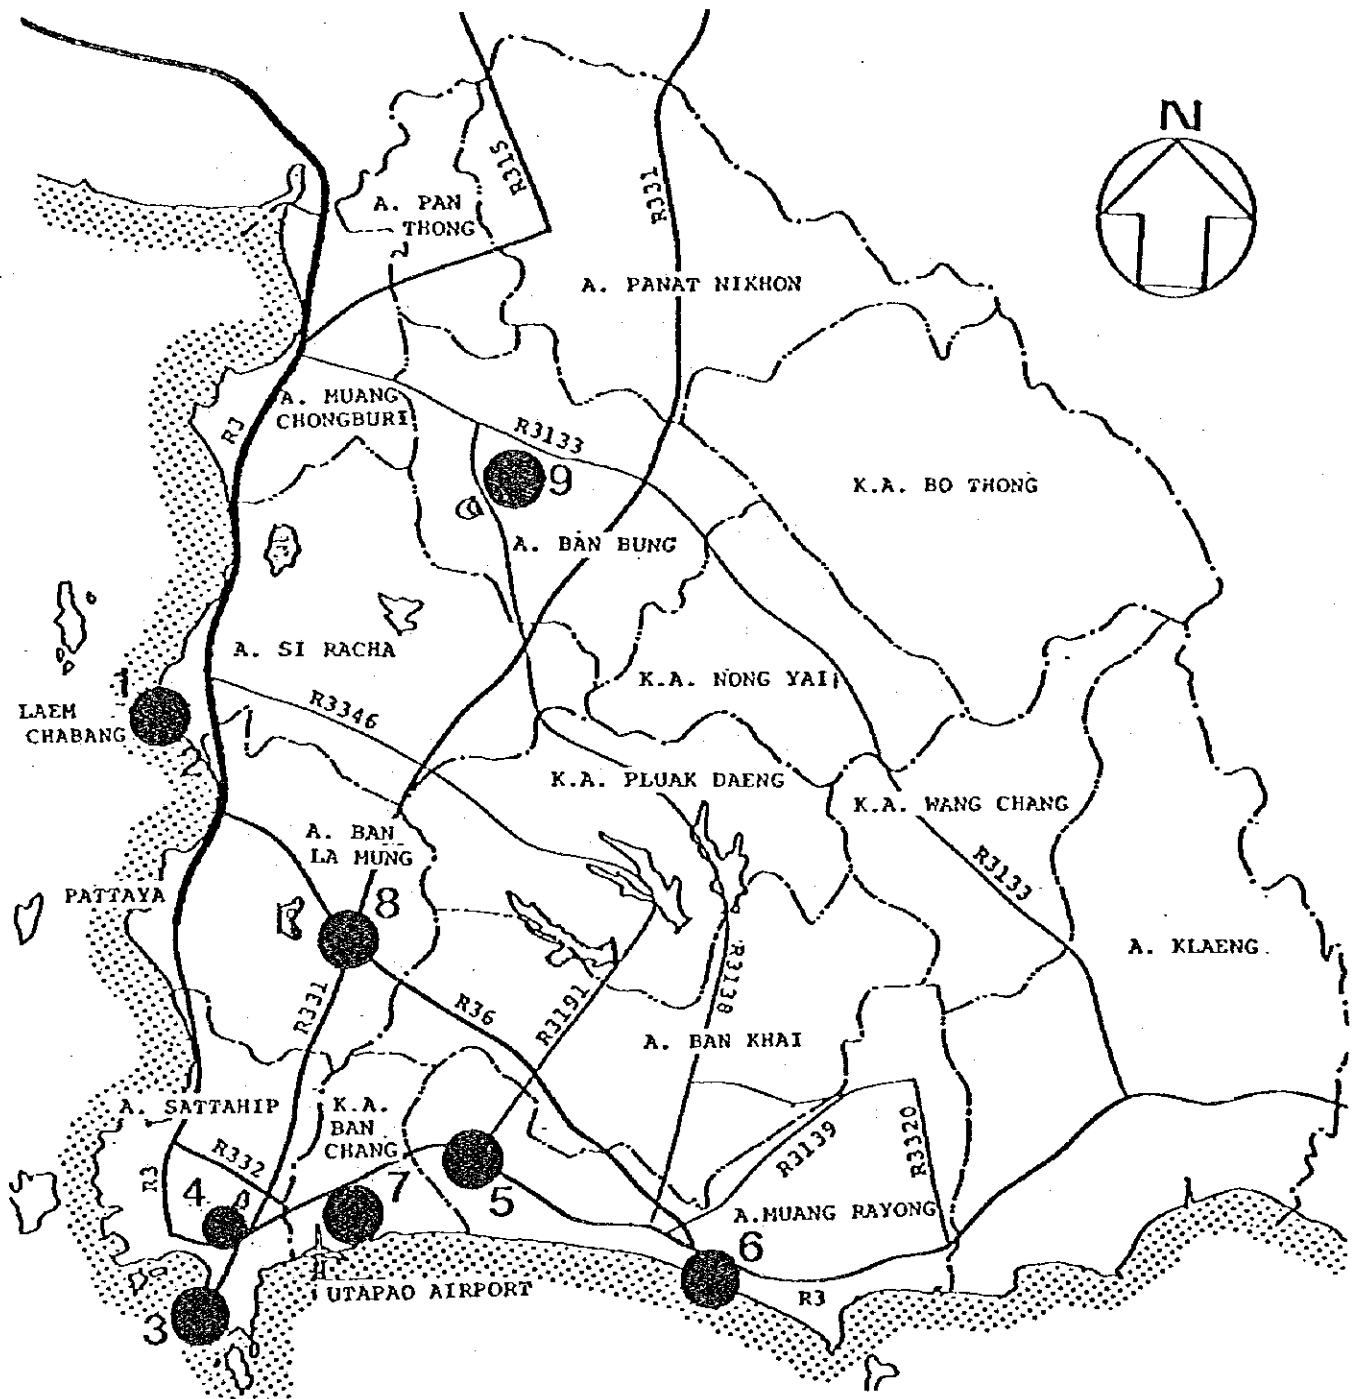 N
R315
R331
A. PAN
THONG
A. PANAT NIKHON
A. MUANG
CHONGBURI
R3
R3133
9
K.A. BO THONG
A. BAN BUNG
A. SI RACHA
K.A. NONG YAI
1
LAEM
CHABANG
R3346
2
K.A. PLUAK DAENG
K.A. WANG CHANG
A. BAN
LA MUNG
R3133
PATTAYA
8
A. KLAENG
R3138
R331
R36
R3191
A. BAN KHAI
A. SATTAHIP
K.A.
BAN
CHANG
R3139
R3320
R332
R3
4
7
5
A.MUANG RAYONG
6
UTAPAO AIRPORT
R3
3